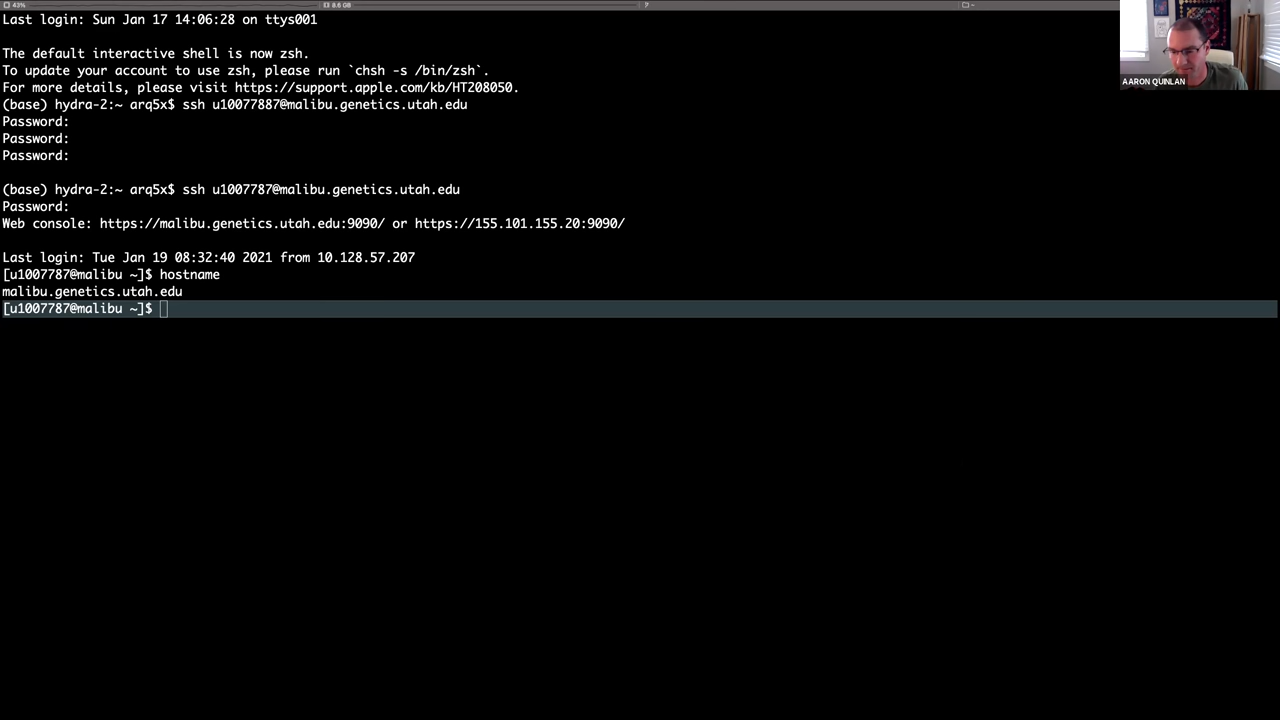 43%
8.6 GB
Last login: Sun Jan 17 14:06:28 on ttys001
The default interactive shell is now zsh.
To update your account to use zsh, please run `chsh -s /bin/zsh`.
For more details, please visit https://support.apple.com/kb/HT208050.
(base) hydra-2:~ arq5x$ ssh u10077887@malibu.genetics.utah.edu
Password:
Password:
Password:
(base) hydra-2:~ arq5x$ ssh u1007787@malibu.genetics.utah.edu
Password:
Web console: https://malibu.genetics.utah.edu:9090/ or https://155.101.155.20:9090/
Last login: Tue Jan 19 08:32:40 2021 from 10.128.57.207
[u1007787@malibu ~]$ hostname
malibu.genetics.utah.edu
[u1007787@malibu ~]$
AARON QUINLAN